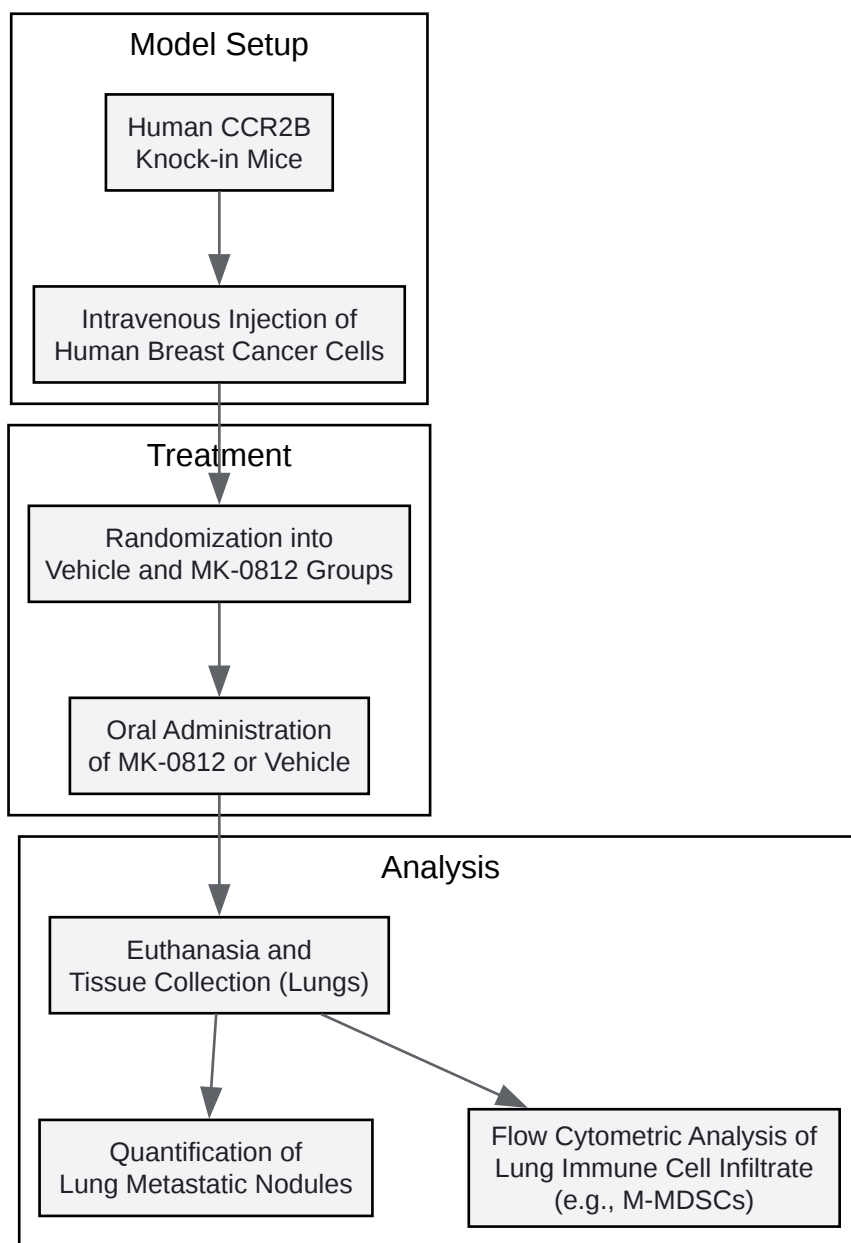 Model Setup
Human CCR2B
Knock-in Mice
Intravenous Injection of
Human Breast Cancer Cells
Treatment
Randomization into
Vehicle and MK-0812 Groups
Oral Administration
of MK-0812 or Vehicle
Analysis
Euthanasia and
Tissue Collection (Lungs)
Quantification of
Lung Metastatic Nodules
Flow Cytometric Analysis of
Lung Immune Cell Infiltrate
(e.g., M-MDSCs)